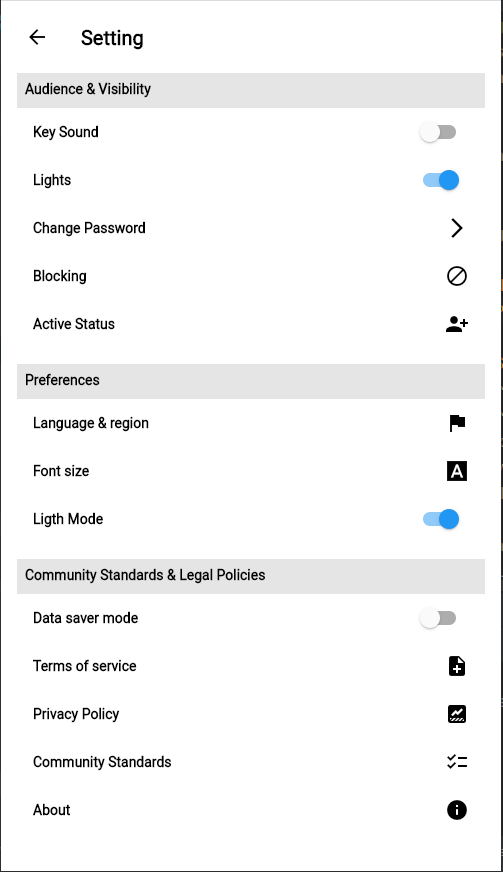 Setting
Audience & Visibility
Key Sound
Lights
Change Password
Blocking
Active Status
Preferences
Language & region
Font size
A
Ligth Mode
Community Standards & Legal Policies
Data saver mode
Terms of service
Privacy Policy
Community Standards
About